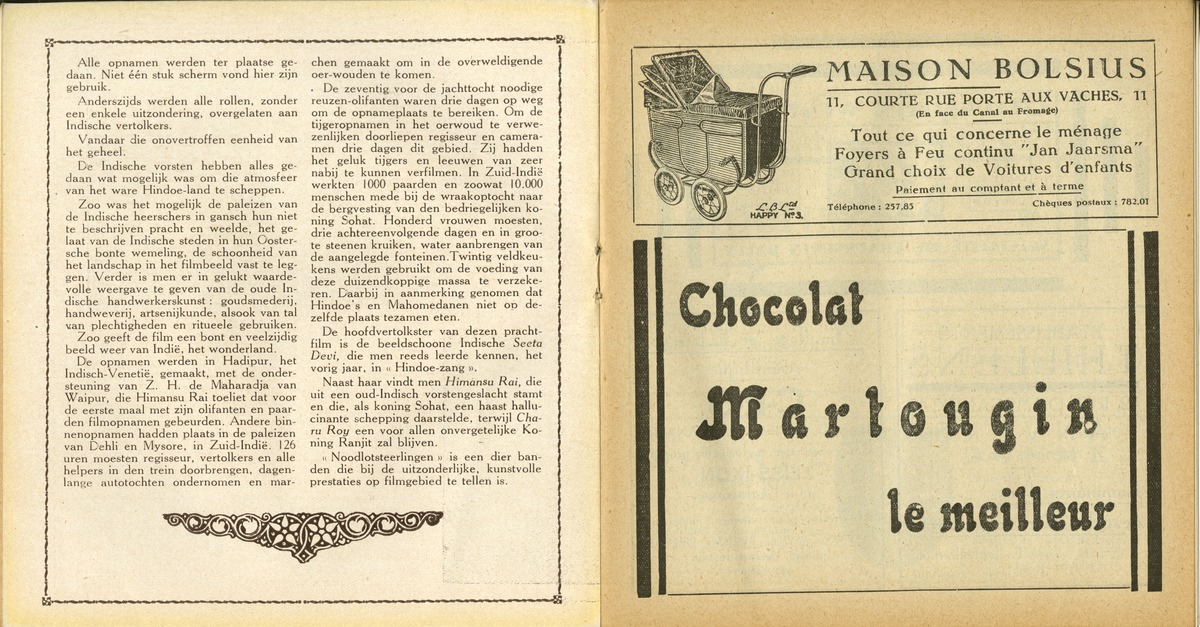 Alle opnamen werden ter plaatse ge-
daan. Niet één stuk scherm vond hier zijn
gebruik.
Anderszijds werden alle rollen, zonder
een enkele uitzondering, overgelaten aan
Indische vertolkers.
Vandaar die onovertroffen eenheid van
het geheel.
De Indische vorsten hebben alles ge-
daan wat mogelijk was om die atmosfeer
van het ware Hindoe-land te scheppen.
Zoo was het mogelijk de paleizen van
de Indische heerschers in gansch hun niet
te beschrijven pracht en weelde, het ge-
laat van de Indische steden in hun Ooster-
sche bonte wemeling, de schoonheid van
het landschap in het filmbeeld vast te leg-
gen. Verder is men er in gelukt waarde-
volle weergave te geven van de oude In-
dische handwerkerskunst : goudsmederij,
handweverij, artsenijkunde, alsook van tal
van plechtigheden en ritueele gebruiken.
Zoo geeft de film een bont en veelzijdig
beeld weer van Indië, het wonderland.
De opnamen werden in Hadipur, het
Indisch-Venetië, gemaakt, met de onder-
steuning van Z. H. de Maharadja van
Waipur, die Himansu Rai toeliet dat voor
de eerste maal met zijn olifanten en paar-
den filmopnamen gebeurden. Andere bin-
nenopnamen hadden plaats in de paleizen
van Dehli en Mysore, in Zuid-Indië. 126
uren moesten regisseur, vertolkers en alle
helpers in den trein doorbrengen, dagen-
lange autotochten ondernomen en mar-
chen gemaakt om in de overweldigende
oer-wouden te komen.
De zeventig voor de jachttocht noodige
reuzen-olifanten waren drie dagen op weg
om de opnameplaats te bereiken. Om de
tijgeropnamen in het oerwoud te verwe-
zenlijken doorliepen regisseur en camera-
men drie dagen dit gebied. Zij hadden
het geluk tijgers en leeuwen van zeer
nabij te kunnen verfilmen. In Zuid-Indië
werkten 1000 paarden en zoowat 10.000
menschen mede bij de wraakoptocht naar
de bergvesting van den bedriegelijken ko-
ning Sohat. Honderd vrouwen moesten,
drie achtereenvolgende dagen en in groo-
te steenen kruiken, water aanbrengen van
de aangelegde fonteinen.Twintig veldkeu-
kens werden gebruikt om de voeding van
deze duizendkoppige massa te verzeke-
ren. Daarbij in aanmerking genomen dat
Hindoe's en Mahomedanen niet op de-
zelfde plaats tezamen eten.
De hoofdvertolkster van dezen pracht-
film is de beeldschoone Indische Seeta
Devi, die men reeds leerde kennen, het
vorig jaar, in « Hindoe-zang ».
Naast haar vindt men Himansu Rai, die
uit een oud-Indisch vorstengeslacht stamt
en die, als koning Sohat, een haast hallu-
cinante schepping daarstelde, terwijl Cha-
ru Roy een voor allen onvergetelijke Ko-
ning Ranjit zal blijven.
« Noodlotsteerlingen » is een dier ban-
den die bij de uitzonderlijke, kunstvolle
prestaties op filmgebied te tellen is.
MAISON BOLSIUS
11, COURTE RUE PORTE AUX VACHES, 11
(En face du Canal au Fromage)
Tout ce qui concerne le ménage
Foyers à Feu continu "Jan Jaarsma"
Grand choix de Voitures d'enfants
Paiement au comptant et à terme
Téléphone : 257,85 Chèques postaux : 782.01
L.B. Ltd
HAPPY No 3.
Chocolat
Martougin
le meilleur